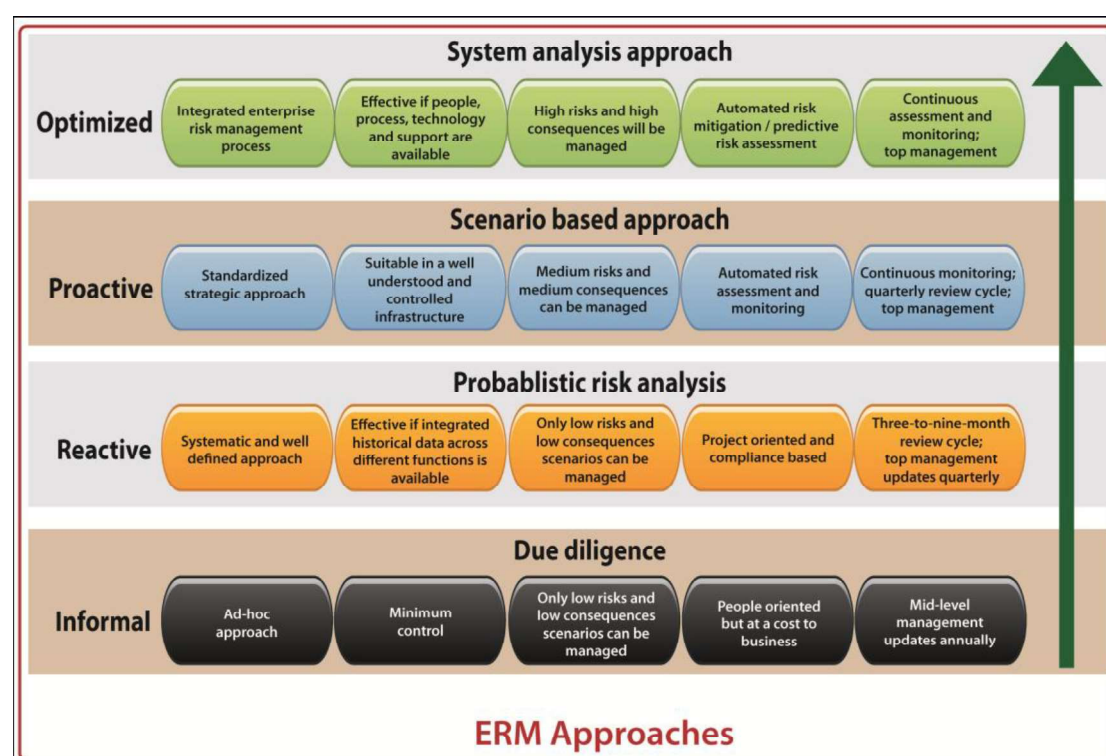 System analysis approach
Optimized
Integrated enterprise
risk management
process
Effective if people,
process, technology
and support are
available
High risks and high
consequences will be
managed
Automated risk
mitigation / predictive
risk assessment
Continuous
assessment and
monitoring;
top management
Scenario based approach
Proactive
Standardized
strategic approach
Suitable in a well
understood and
controlled
infrastructure
Medium risks and
medium consequences
can be managed
Automated risk
assessment and
monitoring
Continuous monitoring;
quarterly review cycle;
top management
Probablistic risk analysis
Reactive
Systematic and well
defined approach
Effective if integrated
historical data across
different functions is
available
Only low risks and
low consequences
scenarios can be
managed
Project oriented and
compliance based
Three-to-nine-month
review cycle;
top management
updates quarterly
Due diligence
Informal
Ad-hoc
approach
Minimum
control
Only low risks and
low consequences
scenarios can be
managed
People oriented
but at a cost to
business
Mid-level
management
updates annually
ERM Approaches